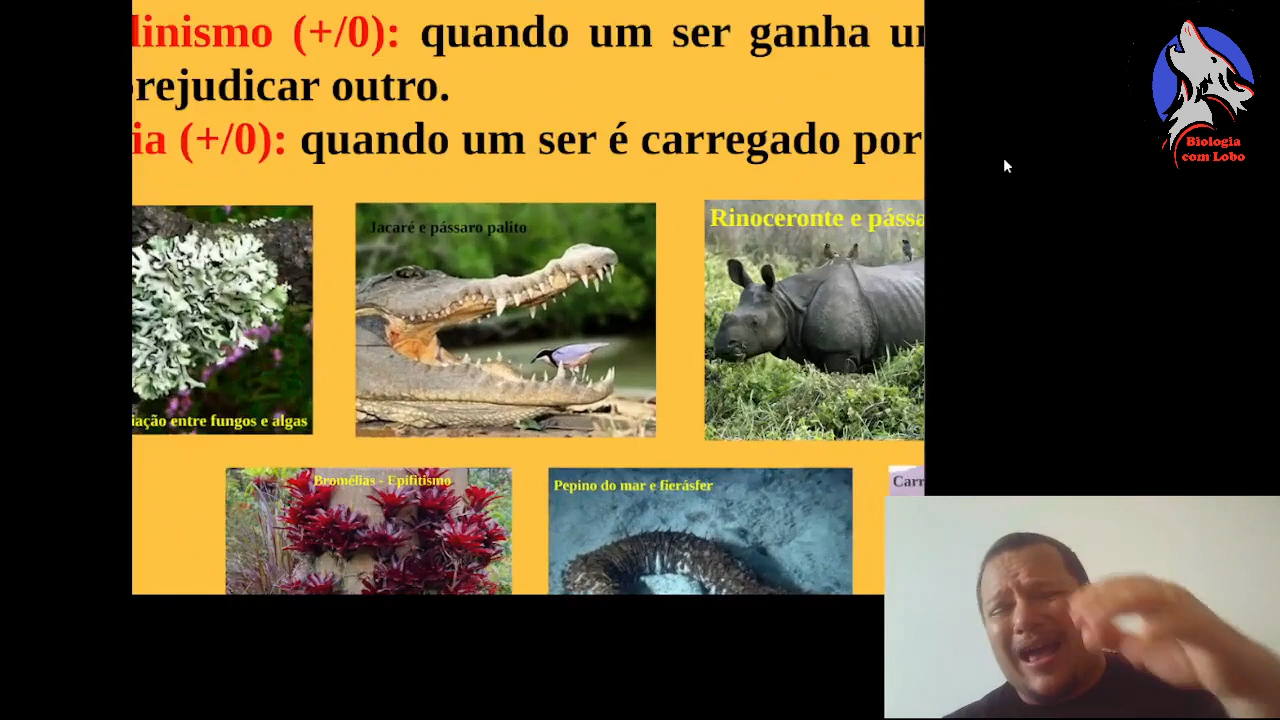 linismo (+/0): quando um ser ganha
rejudicar outro.
ia (+/0): quando um ser é carregado por
Jacaré e pássaro palito
Rinoceronte e pássa
iação entre fungos e algas
Bromélias - Epifitismo
Pepino do mar e fierásfer
Carr
Biologia
com Lobo